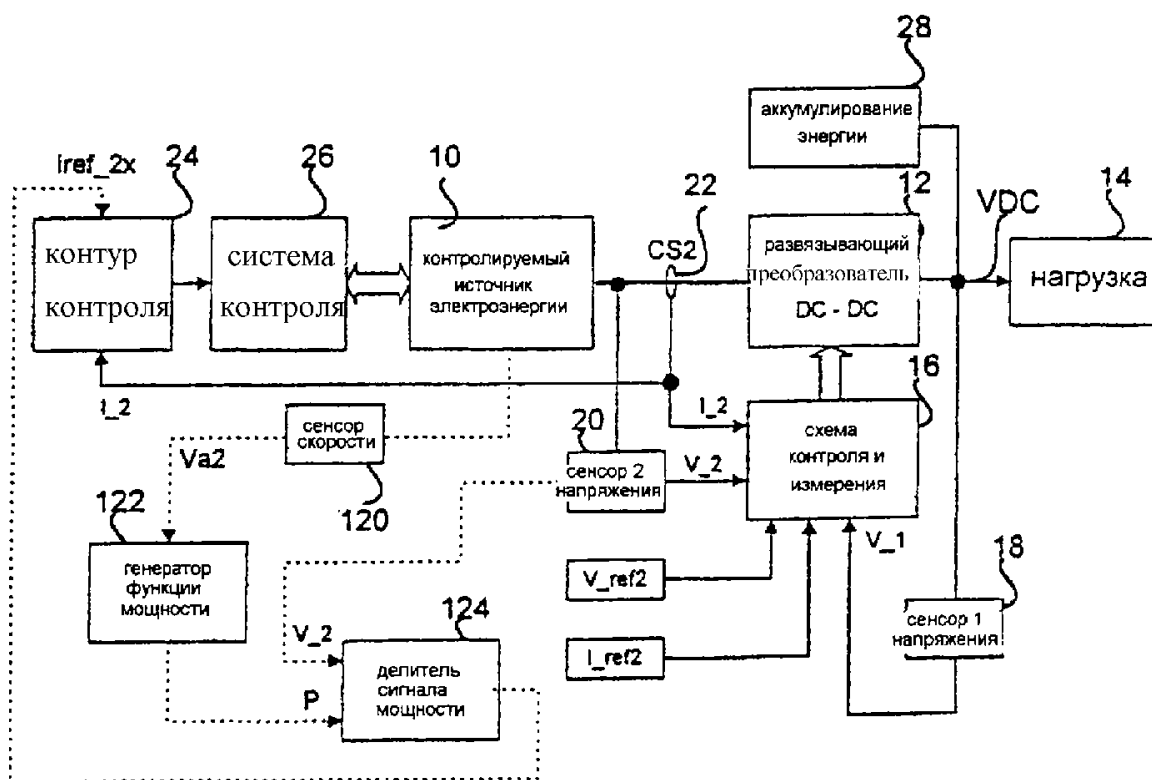 28
аккумулирование
энергии
Iref_2x
24
26
10
22
12
VDC
14
CS2
контур
контроля
система
контроля
контролируемый
источник
электроэнергии
развязывающий
преобразователь
DC - DC
нагрузка
I_2
16
сенсор
скорости
Va2
120
20
сенсор 2
напряжения
I_2
V_2
схема
контроля и
измерения
V_1
122
генератор
функции
мощности
V_ref2
18
сенсор 1
напряжения
V_2
124
I_ref2
P
делитель
сигнала
мощности